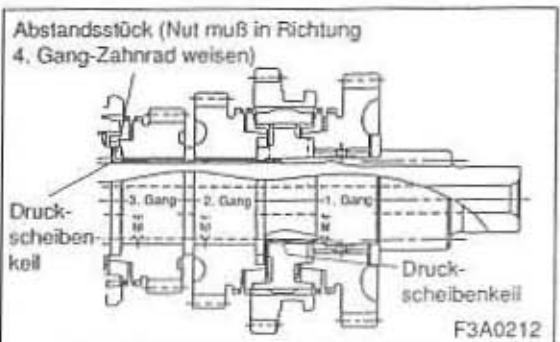 Abstandsstück (Nut muß in Richtung
4. Gang-Zahnrad weisen)
Druck-
scheiben-
keil
3. Gang
2. Gang
1. Gang
Druck-
scheibenkeil
F3A0212